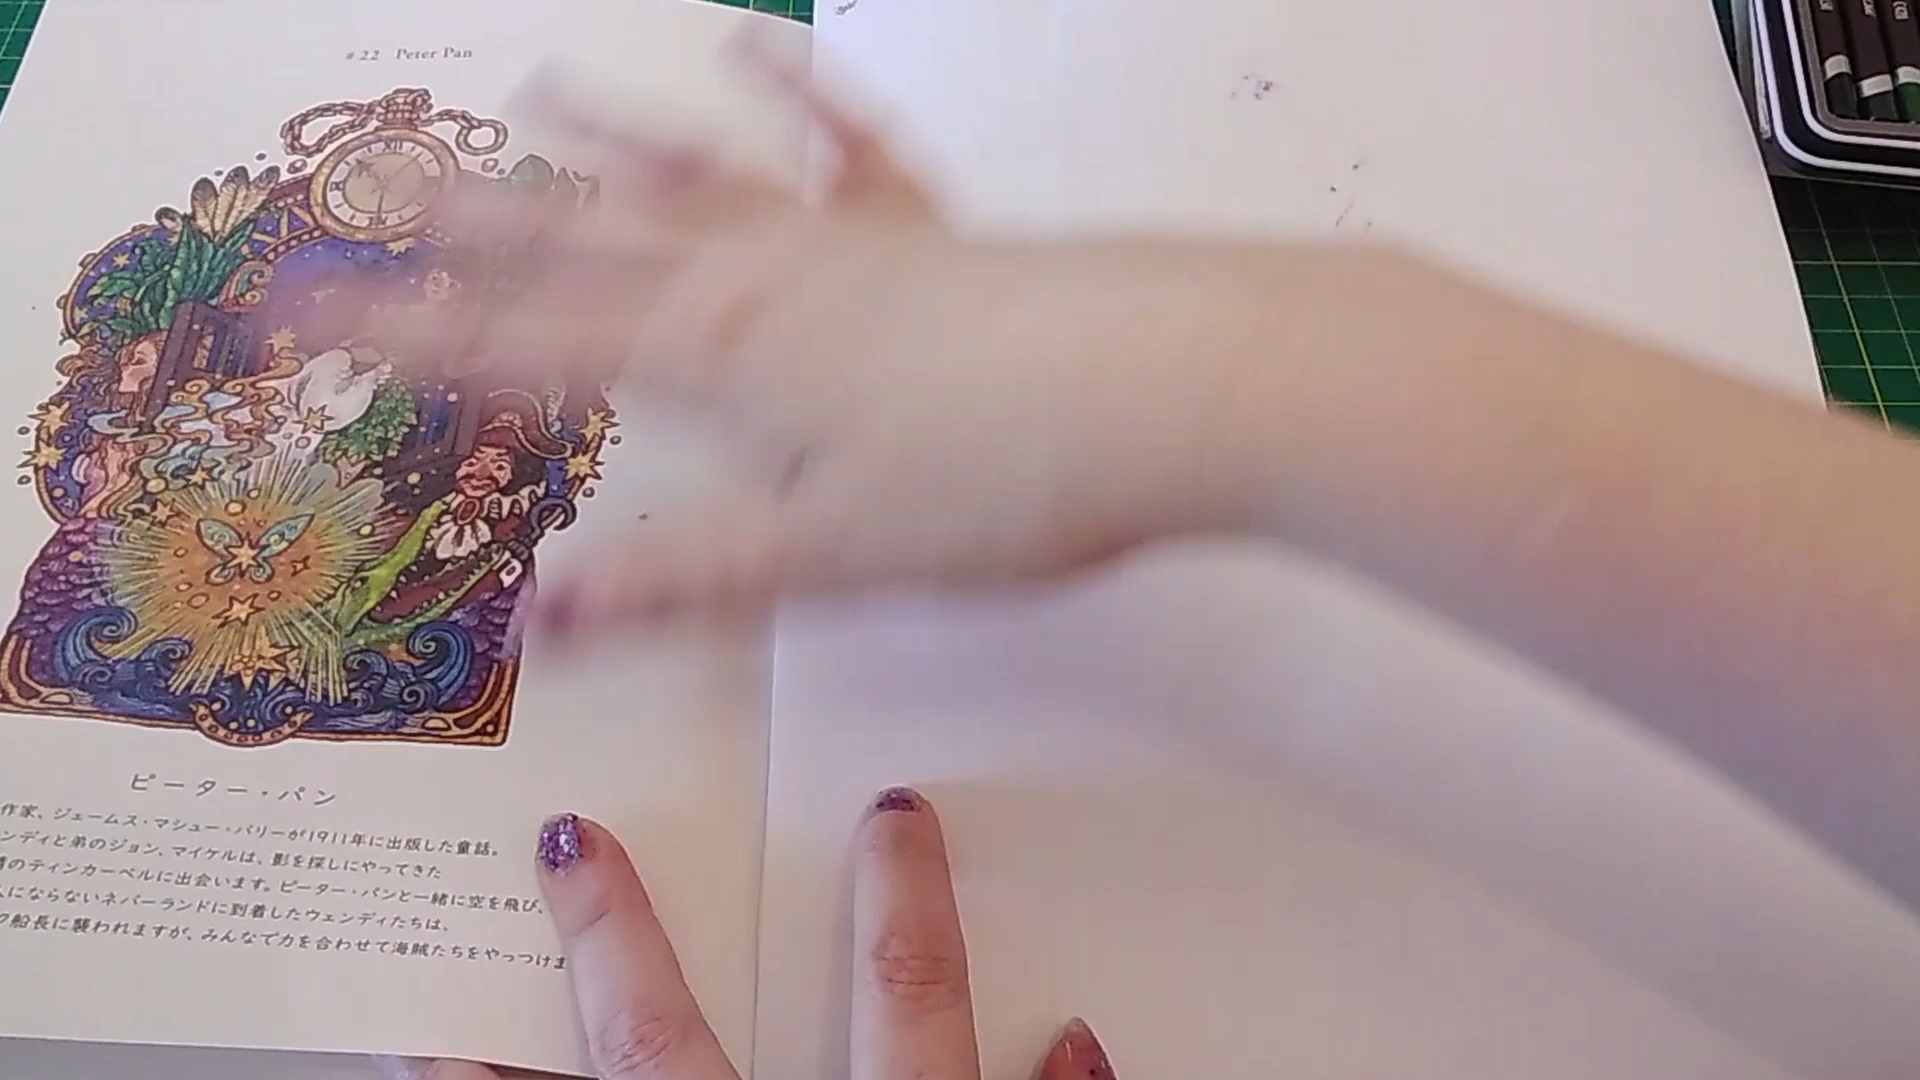 #22 Peter Pan
XII
ピーター・パン
作家、ジェームス・マシュー・バリーが1911年に出版した童話。
ンディと弟のジョン、マイケルは、影を探しにやってきた
のティンカーベルに出会います。ピーター・パンと一緒に空を飛び、
にならないネバーランドに到着したウェンディたちは、
ク船長に襲われますが、みんなで力を合わせて海賊たちをやっつけま